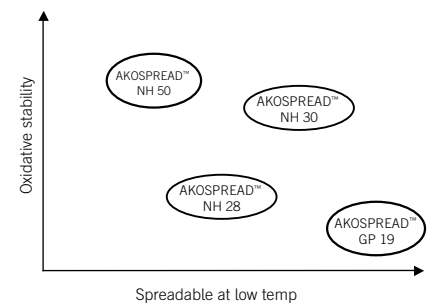 Oxidative stability
AKOSPREAD™
NH 50
AKOSPREAD™
NH 30
AKOSPREAD™
NH 28
AKOSPREAD™
GP 19
Spreadable at low temp